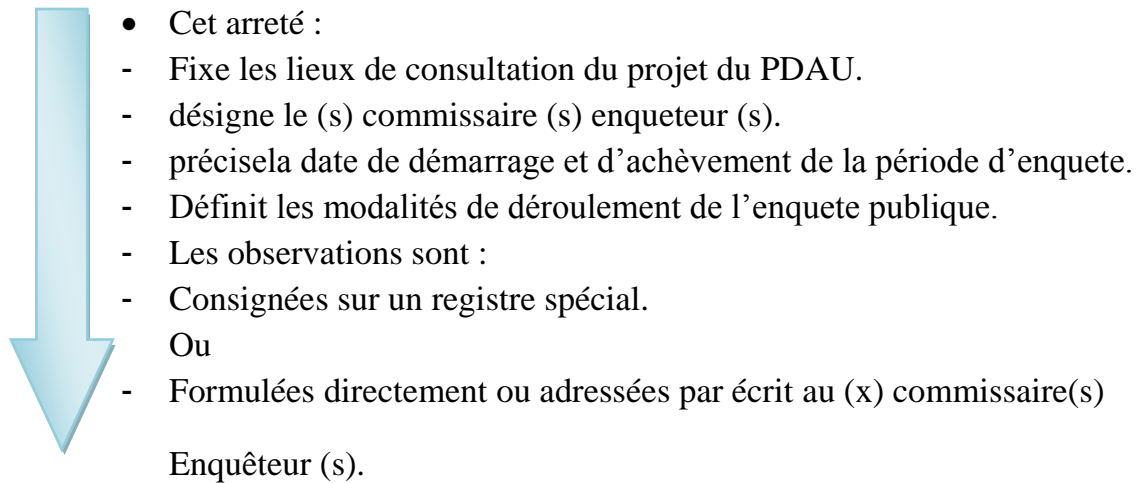 • Cet arreté :
- Fixe les lieux de consultation du projet du PDAU.
- désigne le (s) commissaire (s) enqueteur (s).
- précisela date de démarrage et d’achèvement de la période d’enquete.
- Définit les modalités de déroulement de l’enquete publique.
- Les observations sont :
- Consignées sur un registre spécial.
Ou
- Formulées directement ou adressées par écrit au (x) commissaire(s)
Enquêteur (s).